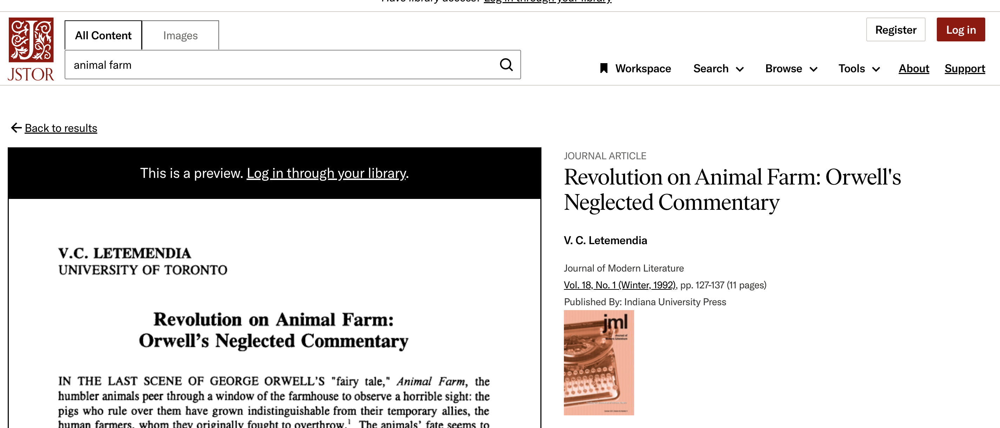 Have library access? Log in through your library
All Content
Images
Register
Log in
animal farm
Workspace
Search
Browse
Tools
About
Support
JSTOR
Back to results
This is a preview. Log in through your library.
V.C. LETEMENDIA
UNIVERSITY OF TORONTO
Revolution on Animal Farm:
Orwell’s Neglected Commentary
IN THE LAST SCENE OF GEORGE ORWELL’S "fairy tale," Animal Farm, the
humbler animals peer through a window of the farmhouse to observe a horrible sight: the
pigs who rule over them have grown indistinguishable from their temporary allies, the
human farmers, whom they originally fought to overthrow.1 The animals’ fate seems to
JOURNAL ARTICLE
Revolution on Animal Farm: Orwell's
Neglected Commentary
V. C. Letemendia
Journal of Modern Literature
Vol. 18, No. 1 (Winter, 1992), pp. 127-137 (11 pages)
Published By: Indiana University Press
jml
Journal of
Modern Literature